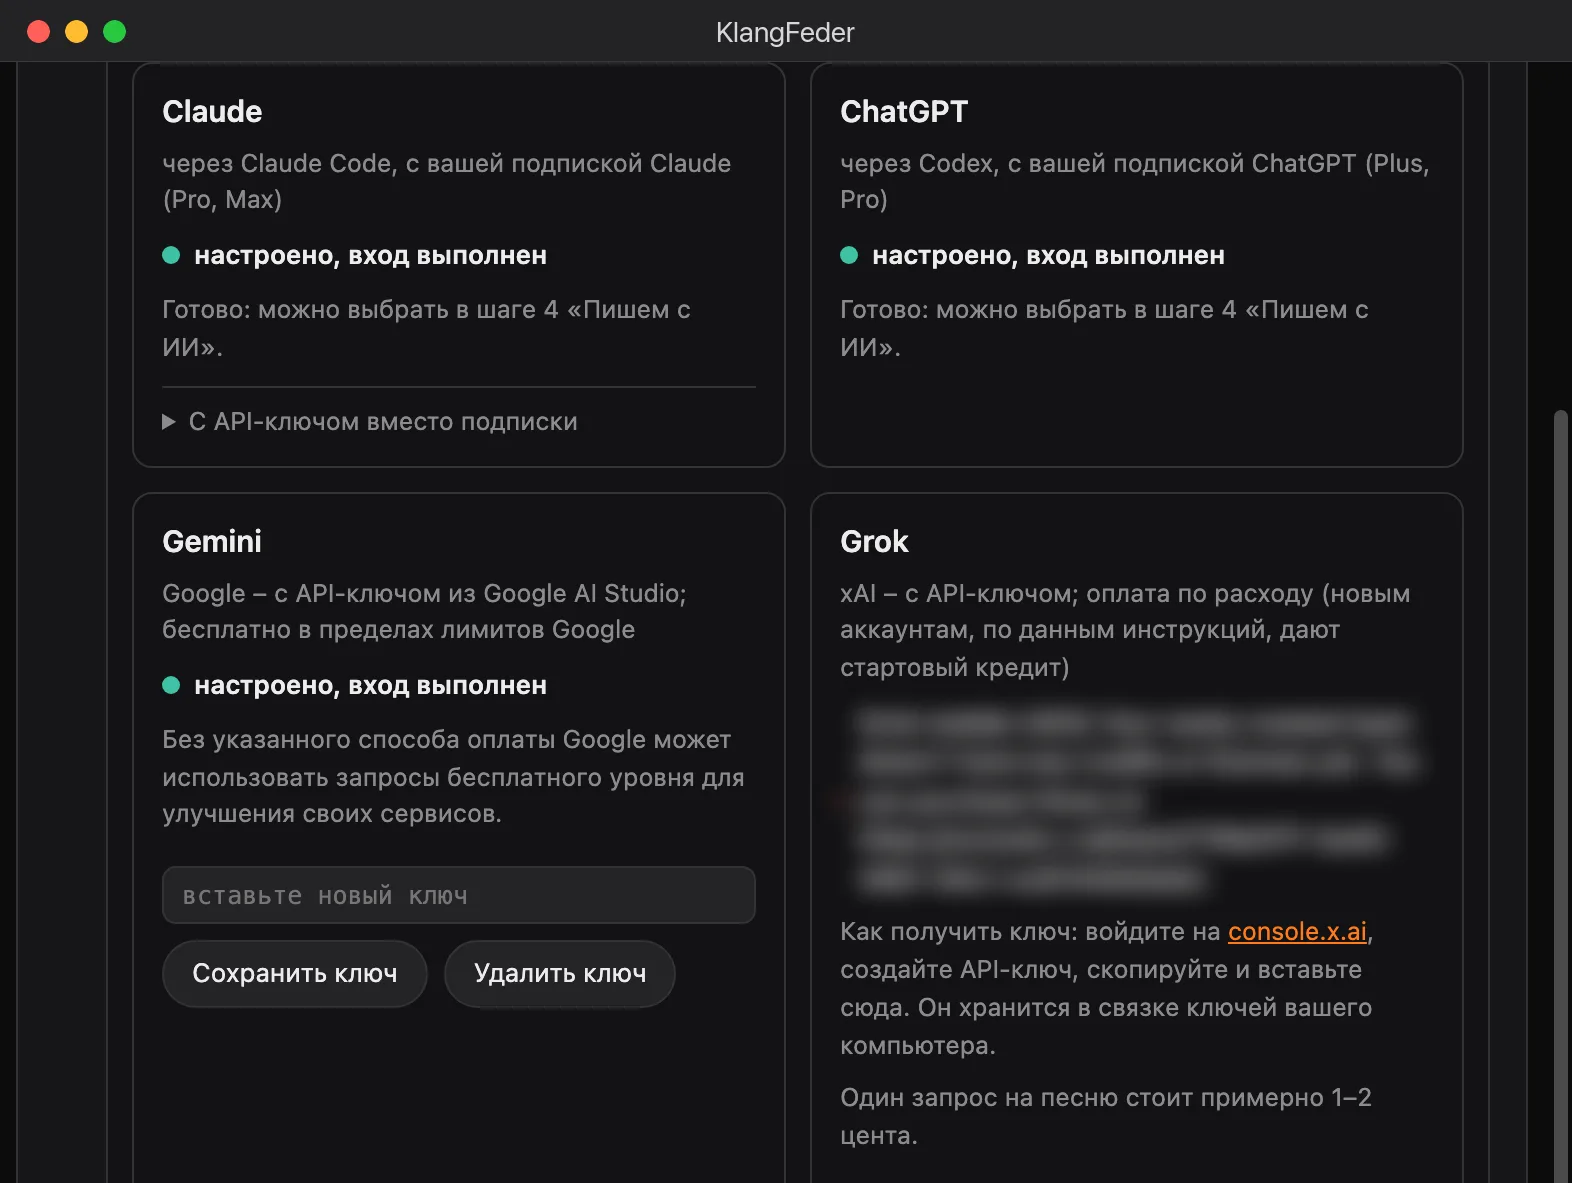 KlangFeder
Claude
через Claude Code, с вашей подпиской Claude
(Pro, Max)
настроено, вход выполнен
Готово: можно выбрать в шаге 4 «Пишем с
ИИ».
С API-ключом вместо подписки
ChatGPT
через Codex, с вашей подпиской ChatGPT (Plus,
Pro)
настроено, вход выполнен
Готово: можно выбрать в шаге 4 «Пишем с
ИИ».
Gemini
Google – с API-ключом из Google AI Studio;
бесплатно в пределах лимитов Google
настроено, вход выполнен
Без указанного способа оплаты Google может
использовать запросы бесплатного уровня для
улучшения своих сервисов.
вставьте новый ключ
Сохранить ключ
Удалить ключ
Grok
xAI – с API-ключом; оплата по расходу (новым
аккаунтам, по данным инструкций, дают
стартовый кредит)
Как получить ключ: войдите на console.x.ai,
создайте API-ключ, скопируйте и вставьте
сюда. Он хранится в связке ключей вашего
компьютера.
Один запрос на песню стоит примерно 1–2
цента.